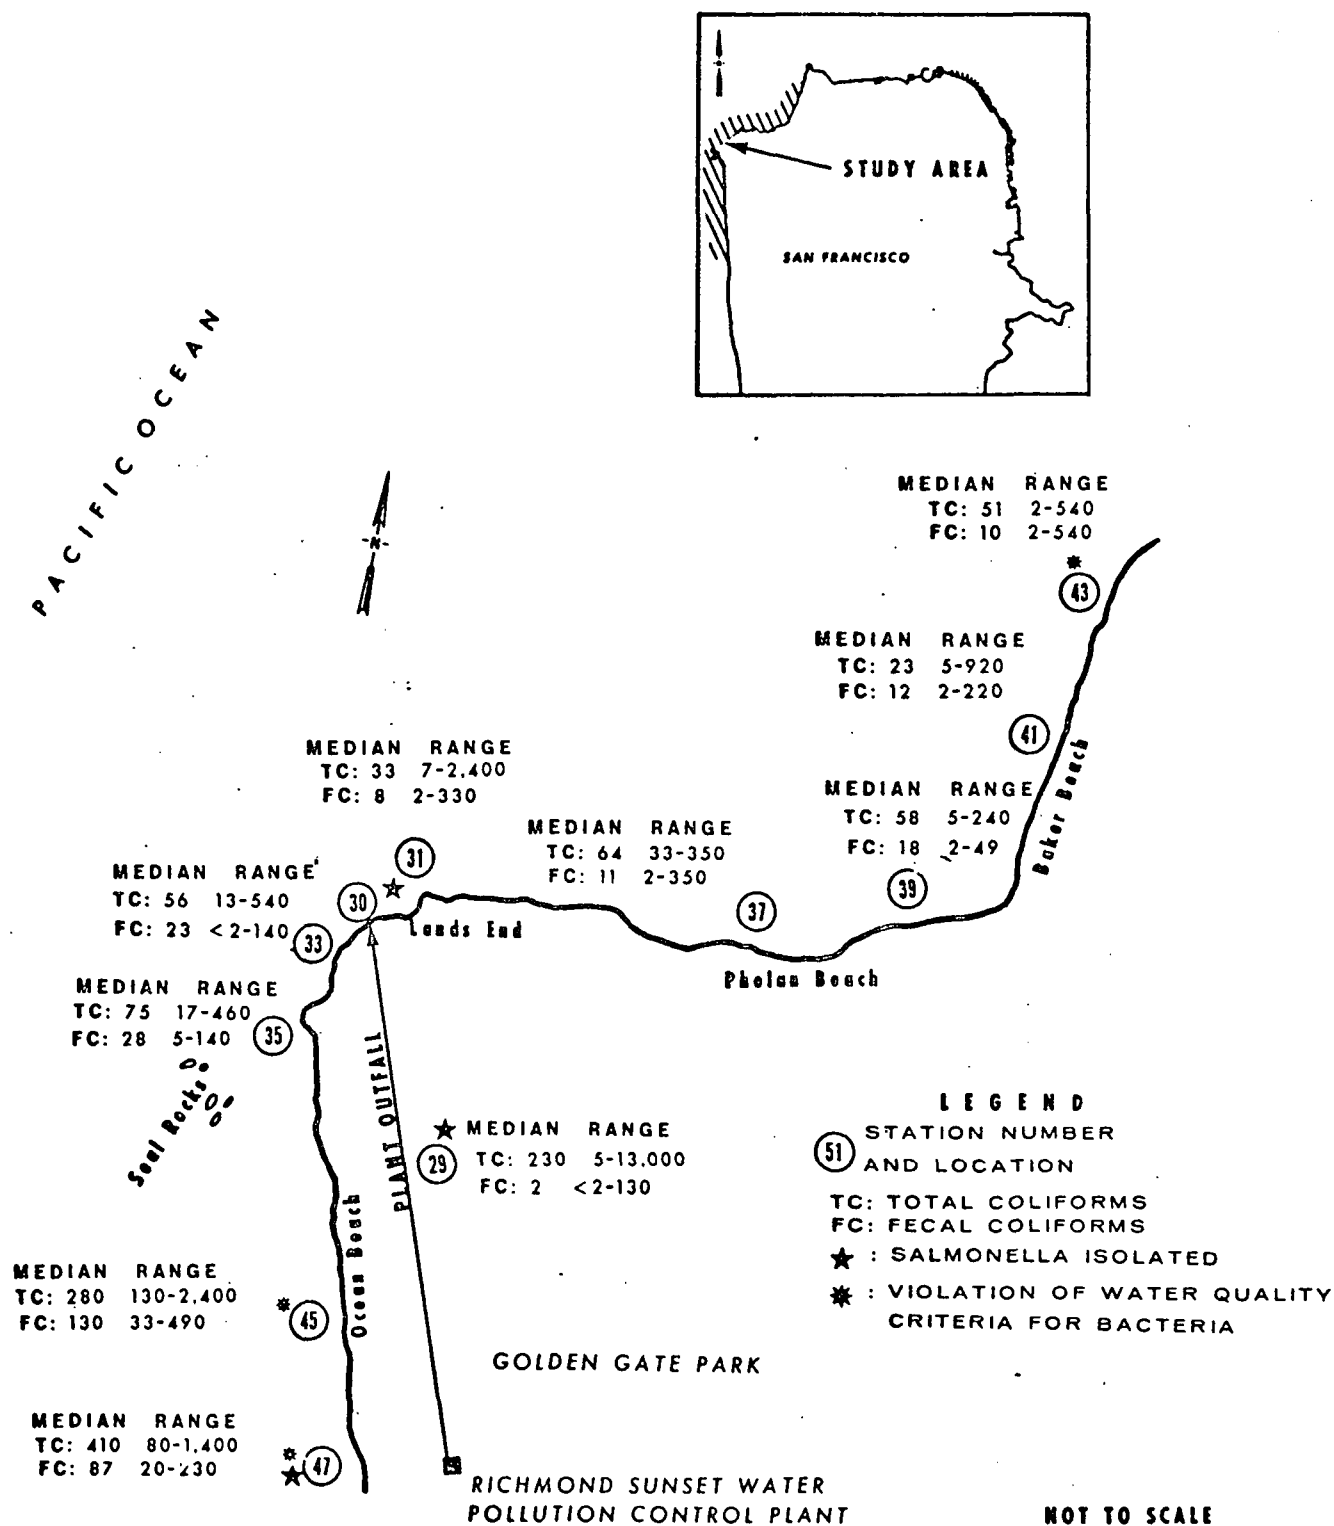 STUDY AREA
SAN FRANCISCO
PACIFIC OCEAN
N
MEDIAN RANGE
TC: 51 2-540
FC: 10 2-540
43
MEDIAN RANGE
TC: 23 5-920
FC: 12 2-220
41
MEDIAN RANGE
TC: 33 7-2,400
FC: 8 2-330
31
MEDIAN RANGE
TC: 58 5-240
FC: 18 2-49
39
Baker Beach
MEDIAN RANGE
TC: 64 33-350
FC: 11 2-350
37
MEDIAN RANGE
TC: 56 13-540
FC: 23 <2-140
33
30
Lands End
Phelan Beach
MEDIAN RANGE
TC: 75 17-460
FC: 28 5-140
35
Seal Rocks
PLANT OUTFALL
★ MEDIAN RANGE
TC: 230 5-13,000
FC: 2 <2-130
29
Ocean Beach
MEDIAN RANGE
TC: 280 130-2,400
FC: 130 33-490
45
GOLDEN GATE PARK
MEDIAN RANGE
TC: 410 80-1,400
FC: 87 20-230
47
RICHMOND SUNSET WATER
POLLUTION CONTROL PLANT
LEGEND
51 STATION NUMBER
AND LOCATION
TC: TOTAL COLIFORMS
FC: FECAL COLIFORMS
★ : SALMONELLA ISOLATED
✵ : VIOLATION OF WATER QUALITY
CRITERIA FOR BACTERIA
NOT TO SCALE